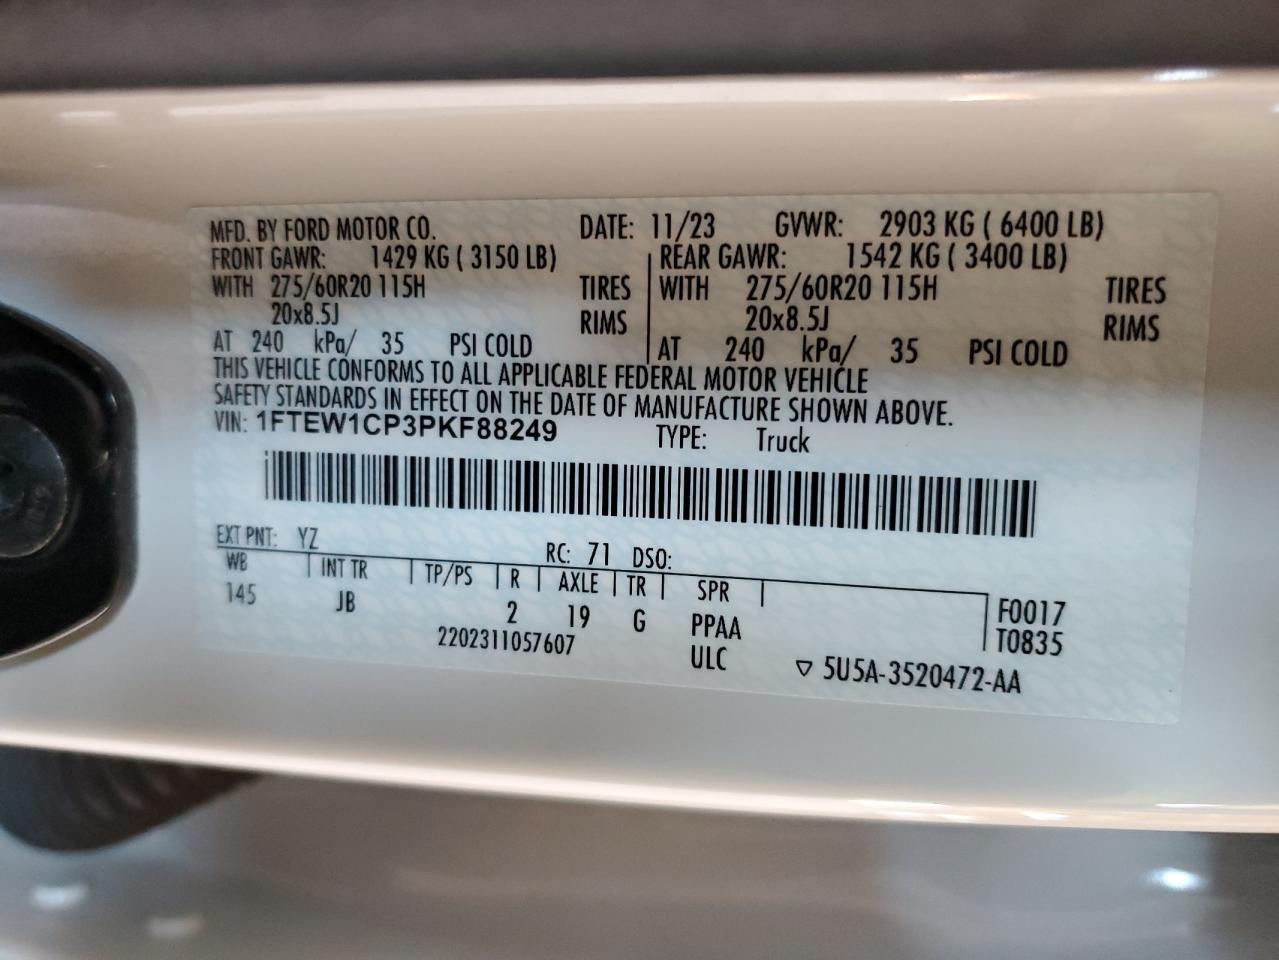 MFD. BY FORD MOTOR CO. DATE: 11/23 GVWR: 2903 KG ( 6400 LB)
FRONT GAWR: 1429 KG ( 3150 LB) REAR GAWR: 1542 KG ( 3400 LB)
WITH 275/60R20 115H TIRES WITH 275/60R20 115H TIRES
20x8.5J RIMS 20x8.5J RIMS
AT 240 kPa/ 35 PSI COLD AT 240 kPa/ 35 PSI COLD
THIS VEHICLE CONFORMS TO ALL APPLICABLE FEDERAL MOTOR VEHICLE
SAFETY STANDARDS IN EFFECT ON THE DATE OF MANUFACTURE SHOWN ABOVE.
VIN: 1FTEW1CP3PKF88249 TYPE: Truck
EXT PNT: YZ RC: 71 DSO:
WB INT TR TP/PS R AXLE TR SPR
145 JB 2 19 G PPAA F0017
2202311057607 ULC T0835
5U5A-3520472-AA